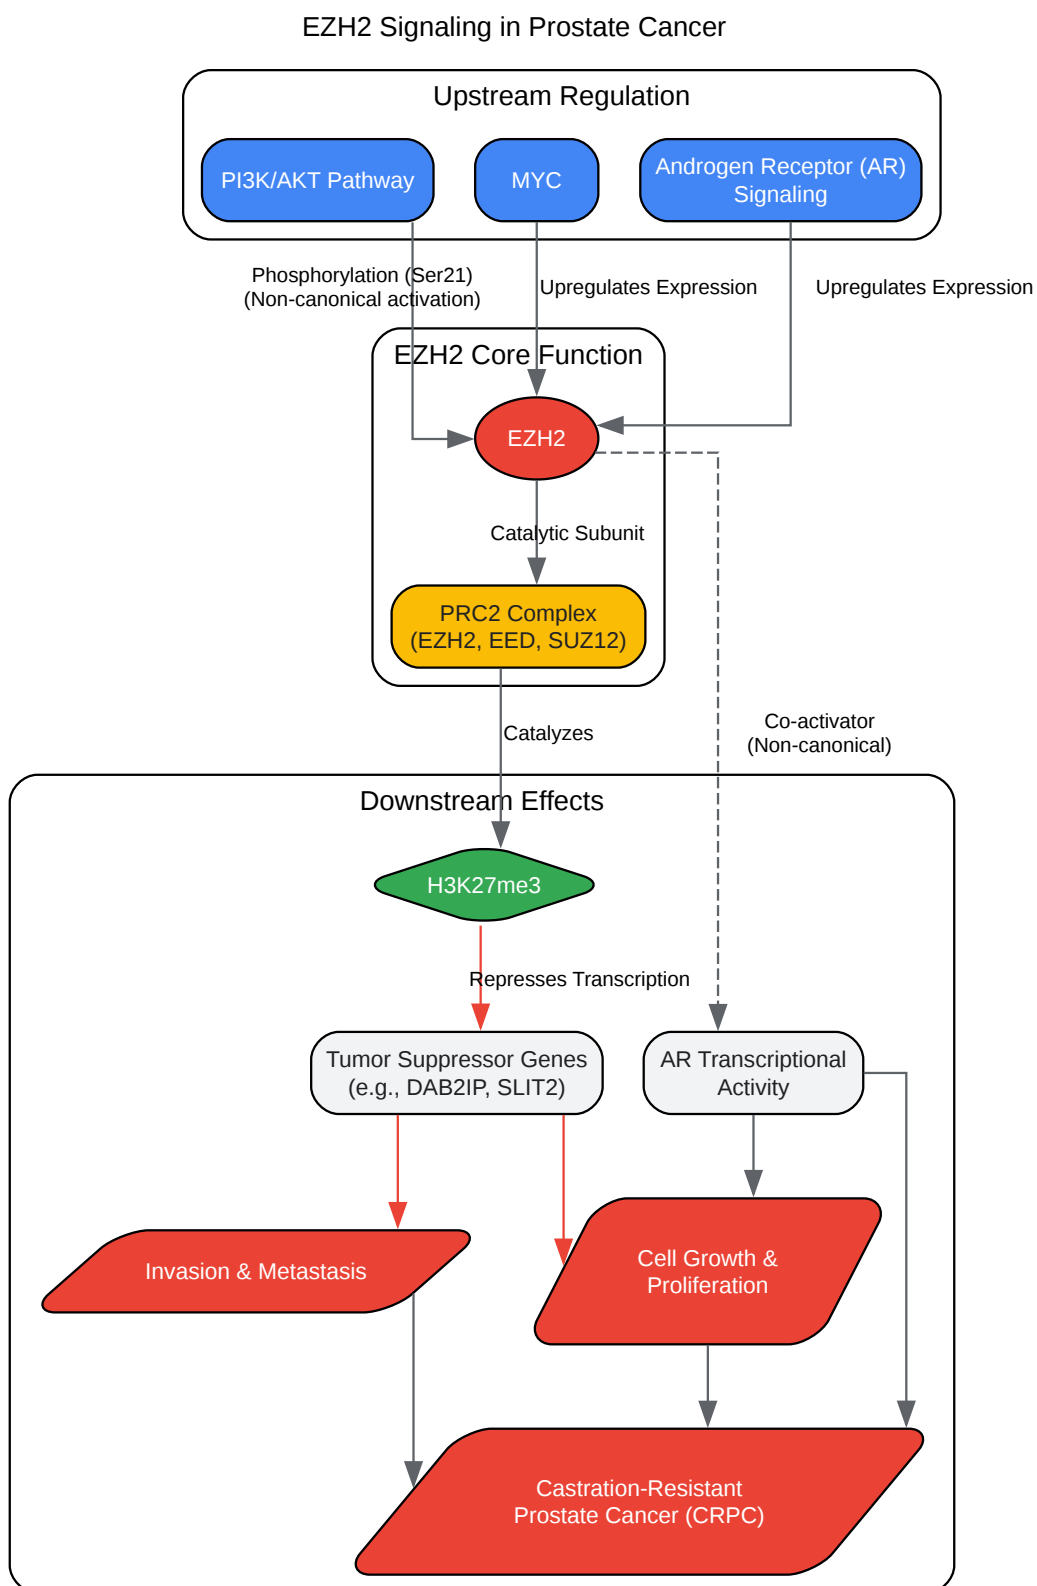 EZH2 Signaling in Prostate Cancer
Upstream Regulation
PI3K/AKT Pathway
MYC
Androgen Receptor (AR)
Signaling
Phosphorylation (Ser21)
(Non-canonical activation)
Upregulates Expression
Upregulates Expression
EZH2 Core Function
EZH2
Catalytic Subunit
PRC2 Complex
(EZH2, EED, SUZ12)
Catalyzes
Co-activator
(Non-canonical)
Downstream Effects
H3K27me3
Represses Transcription
Tumor Suppressor Genes
(e.g., DAB2IP, SLIT2)
AR Transcriptional
Activity
Invasion & Metastasis
Cell Growth &
Proliferation
Castration-Resistant
Prostate Cancer (CRPC)